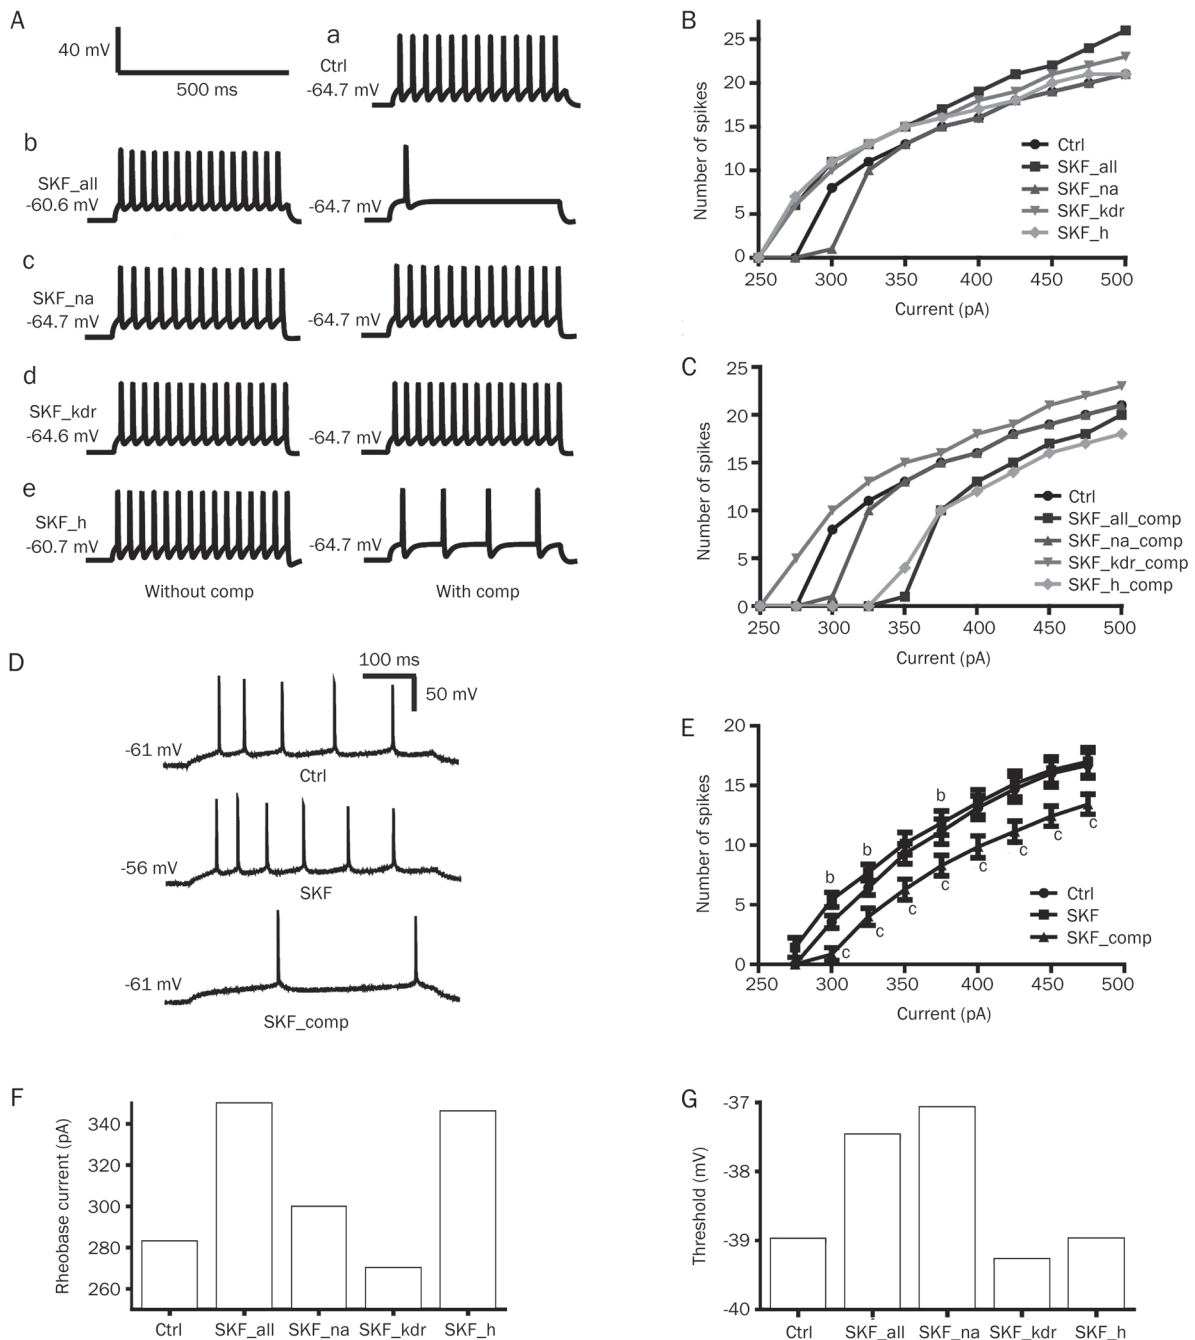 A
40 mV
500 ms
a
Ctrl
-64.7 mV
b
SKF_all
-60.6 mV
-64.7 mV
c
SKF_na
-64.7 mV
-64.7 mV
d
SKF_kdr
-64.6 mV
-64.7 mV
e
SKF_h
-60.7 mV
-64.7 mV
Without comp
With comp
B
Number of spikes
25
20
15
10
5
0
250 300 350 400 450 500
Current (pA)
Ctrl
SKF_all
SKF_na
SKF_kdr
SKF_h
C
Number of spikes
25
20
15
10
5
0
250 300 350 400 450 500
Current (pA)
Ctrl
SKF_all_comp
SKF_na_comp
SKF_kdr_comp
SKF_h_comp
D
100 ms
50 mV
-61 mV
Ctrl
-56 mV
SKF
-61 mV
SKF_comp
E
Number of spikes
20
15
10
5
0
250 300 350 400 450 500
Current (pA)
b
b
b
c
c
c
c
c
c
c
c
Ctrl
SKF
SKF_comp
F
Rheobase current (pA)
340
320
300
280
260
Ctrl SKF_all SKF_na SKF_kdr SKF_h
G
Threshold (mV)
-37
-38
-39
-40
Ctrl SKF_all SKF_na SKF_kdr SKF_h